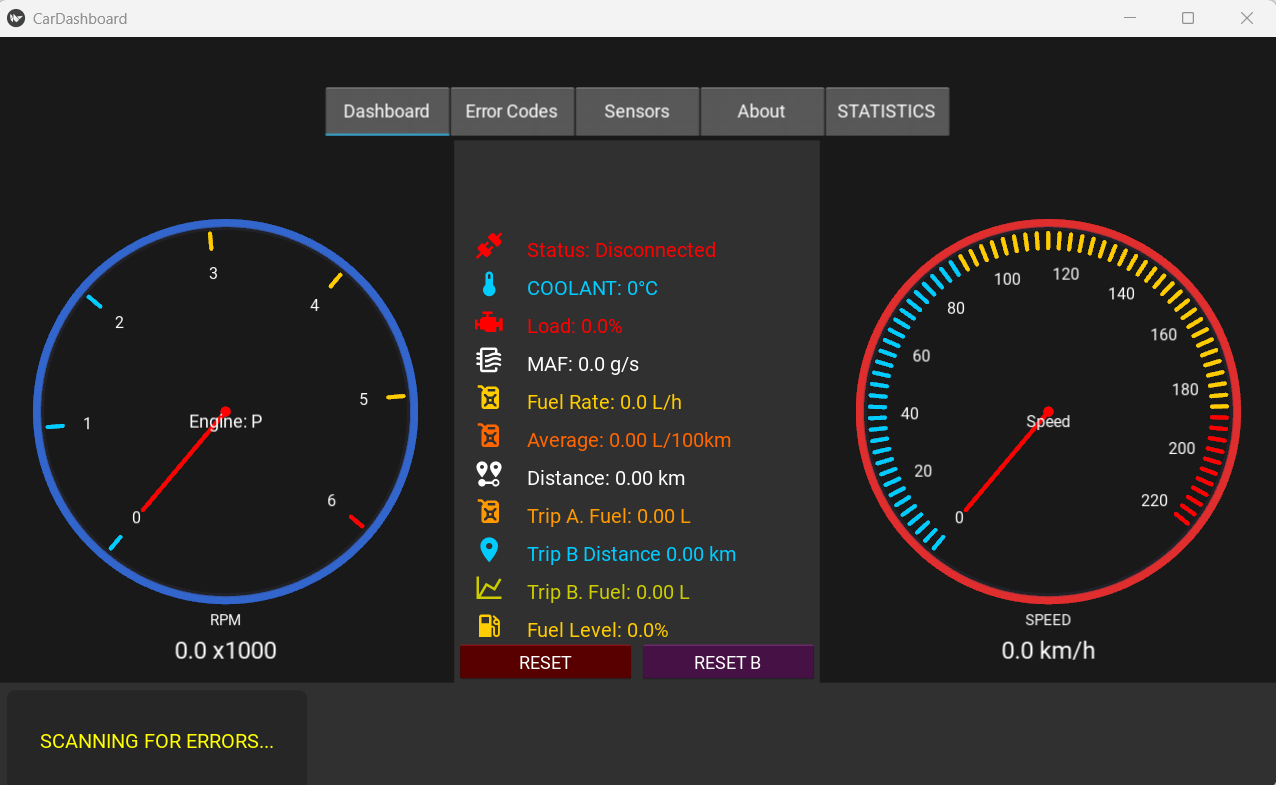 CarDashboard
Dashboard Error Codes Sensors About STATISTICS
Status: Disconnected
COOLANT: 0°C
Load: 0.0%
MAF: 0.0 g/s
Fuel Rate: 0.0 L/h
Average: 0.00 L/100km
Distance: 0.00 km
Trip A. Fuel: 0.00 L
Trip B Distance 0.00 km
Trip B. Fuel: 0.00 L
Fuel Level: 0.0%
RESET RESET B
0
1
2
3
4
5
6
Engine: P
RPM
0.0 x1000
0
20
40
60
80
100
120
140
160
180
200
220
Speed
SPEED
0.0 km/h
SCANNING FOR ERRORS...